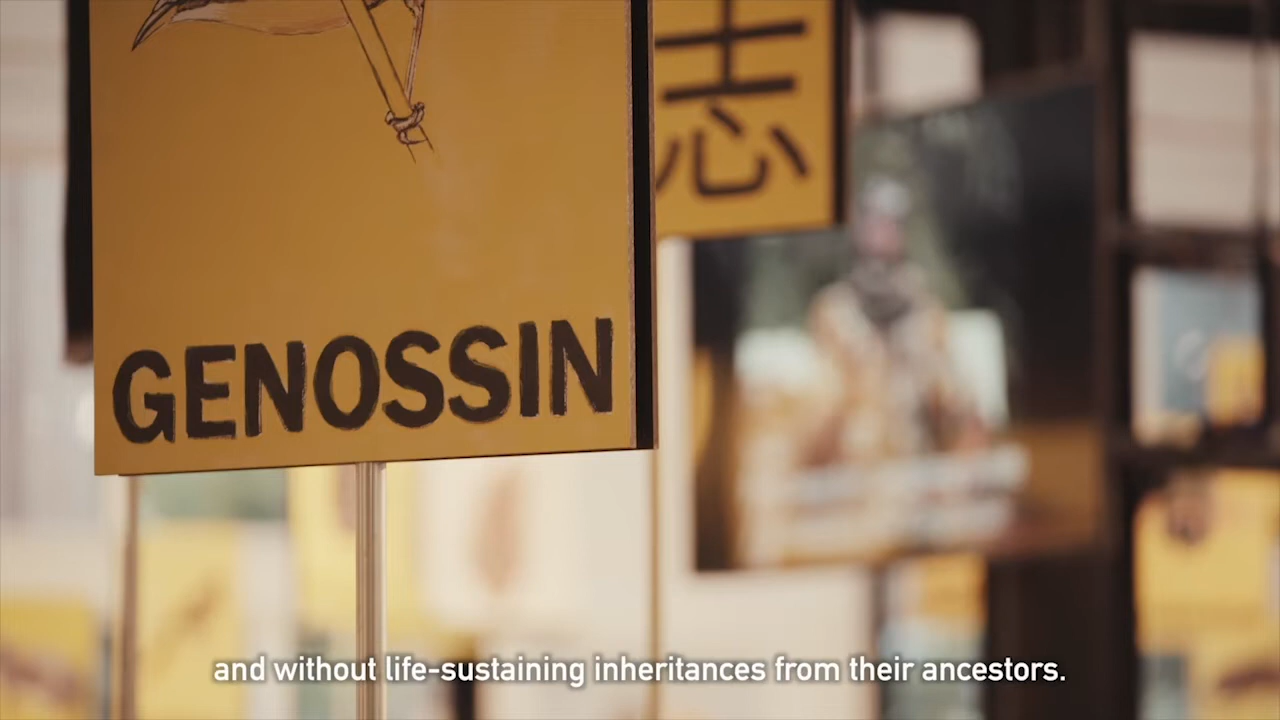 志
GENOSSIN
and without life-sustaining inheritances from their ancestors.